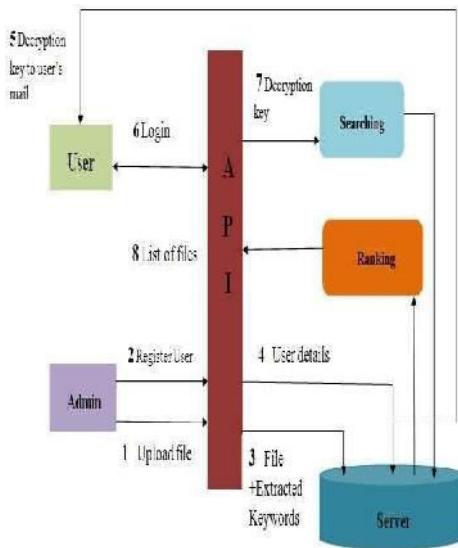 5 Decryption
key to user's
mail
7 Decryption
key
Searching
6 Login
User
A
P
I
8 List of files
Ranking
2 Register User
4 User details
Admin
1 Upload file
3 File
+Extracted
Keywords
Server